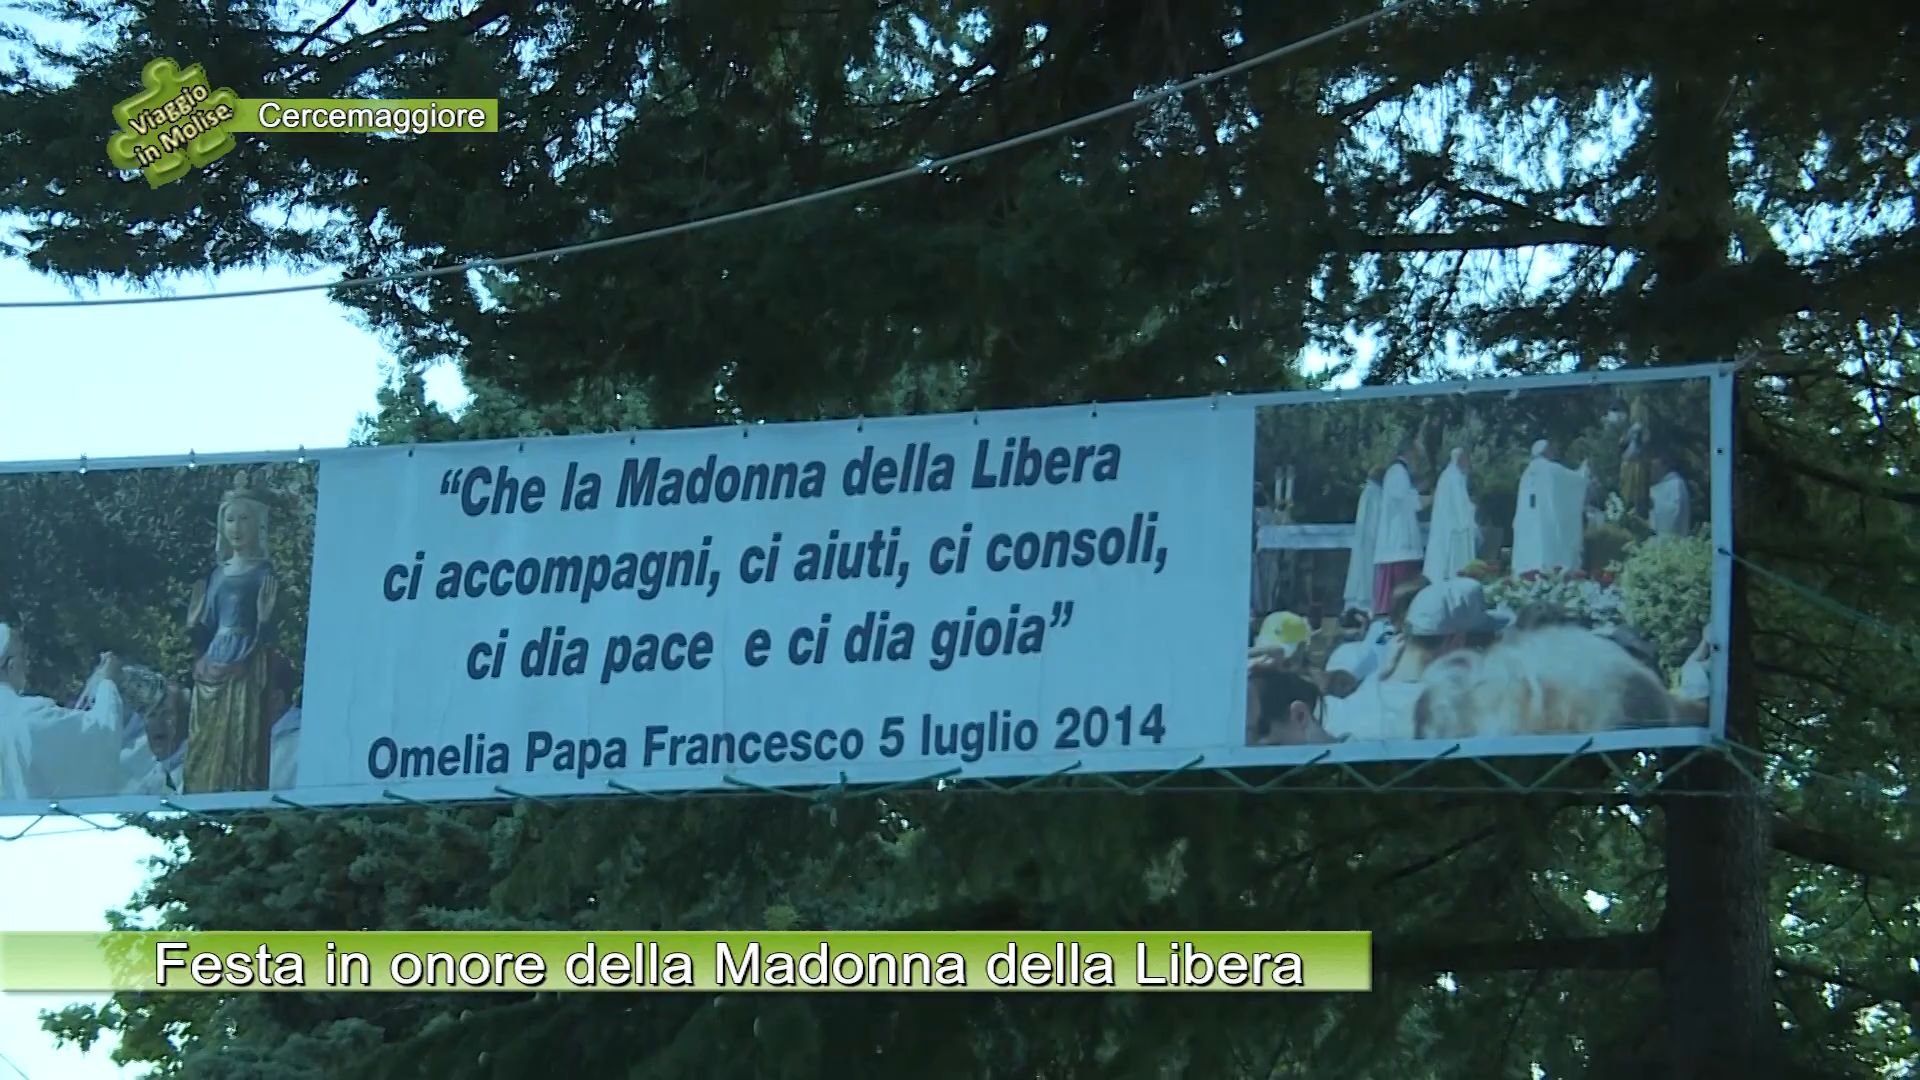 Viaggio
in Molise
Cercemaggiore
“Che la Madonna della Libera
ci accompagni, ci aiuti, ci consoli,
ci dia pace e ci dia gioia”
Omelia Papa Francesco 5 luglio 2014
Festa in onore della Madonna della Libera